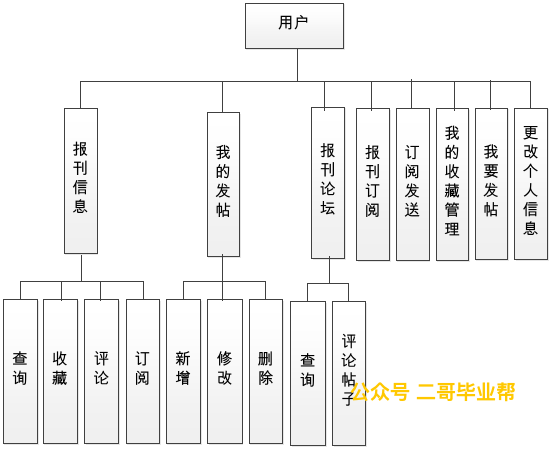 用户
报刊信息
我的发帖
报刊论坛
报刊订阅
订阅发送
我的收藏管理
我要发帖
更改个人信息
查询
收藏
评论
订阅
新增
修改
删除
查询
评论帖子
公众号 二哥毕业帮